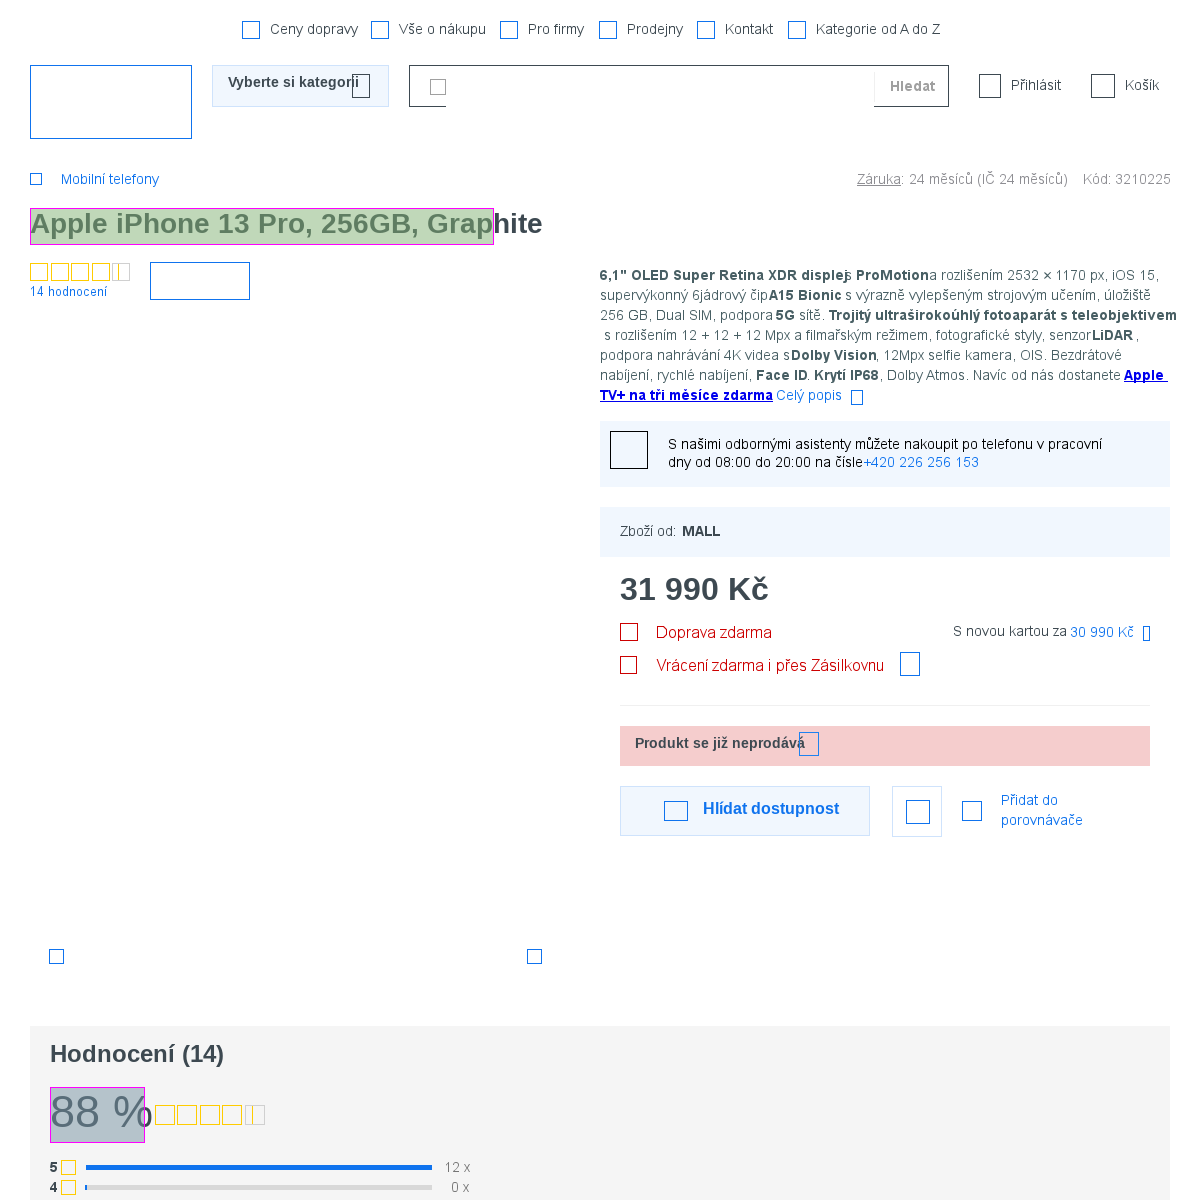 Ceny dopravy Vše o nákupu Pro firmy Prodejny Kontakt Kategorie od A do Z
Vyberte si kategorii Hledat Přihlásit Košík
Mobilní telefony Záruka: 24 měsíců (IČ 24 měsíců) Kód: 3210225
Apple iPhone 13 Pro, 256GB, Graphite
14 hodnocení
6,1" OLED Super Retina XDR displej s ProMotion a rozlišením 2532 × 1170 px, iOS 15,
supervýkonný 6jádrový čip A15 Bionic s výrazně vylepšeným strojovým učením, úložiště
256 GB, Dual SIM, podpora 5G sítě. Trojitý ultraširokoúhlý fotoaparát s teleobjektivem
s rozlišením 12 + 12 + 12 Mpx a filmařským režimem, fotografické styly, senzor LiDAR,
podpora nahrávání 4K videa s Dolby Vision, 12Mpx selfie kamera, OIS. Bezdrátové
nabíjení, rychlé nabíjení, Face ID. Krytí IP68, Dolby Atmos. Navíc od nás dostanete Apple
TV+ na tři měsíce zdarma Celý popis
S našimi odbornými asistenty můžete nakoupit po telefonu v pracovní
dny od 08:00 do 20:00 na čísle +420 226 256 153
Zboží od: MALL
31 990 Kč
Doprava zdarma S novou kartou za 30 990 Kč
Vrácení zdarma i přes Zásilkovnu
Produkt se již neprodává
Hlídat dostupnost
Přidat do
porovnávače
Hodnocení (14)
88 %
5 12 x
4 0 x